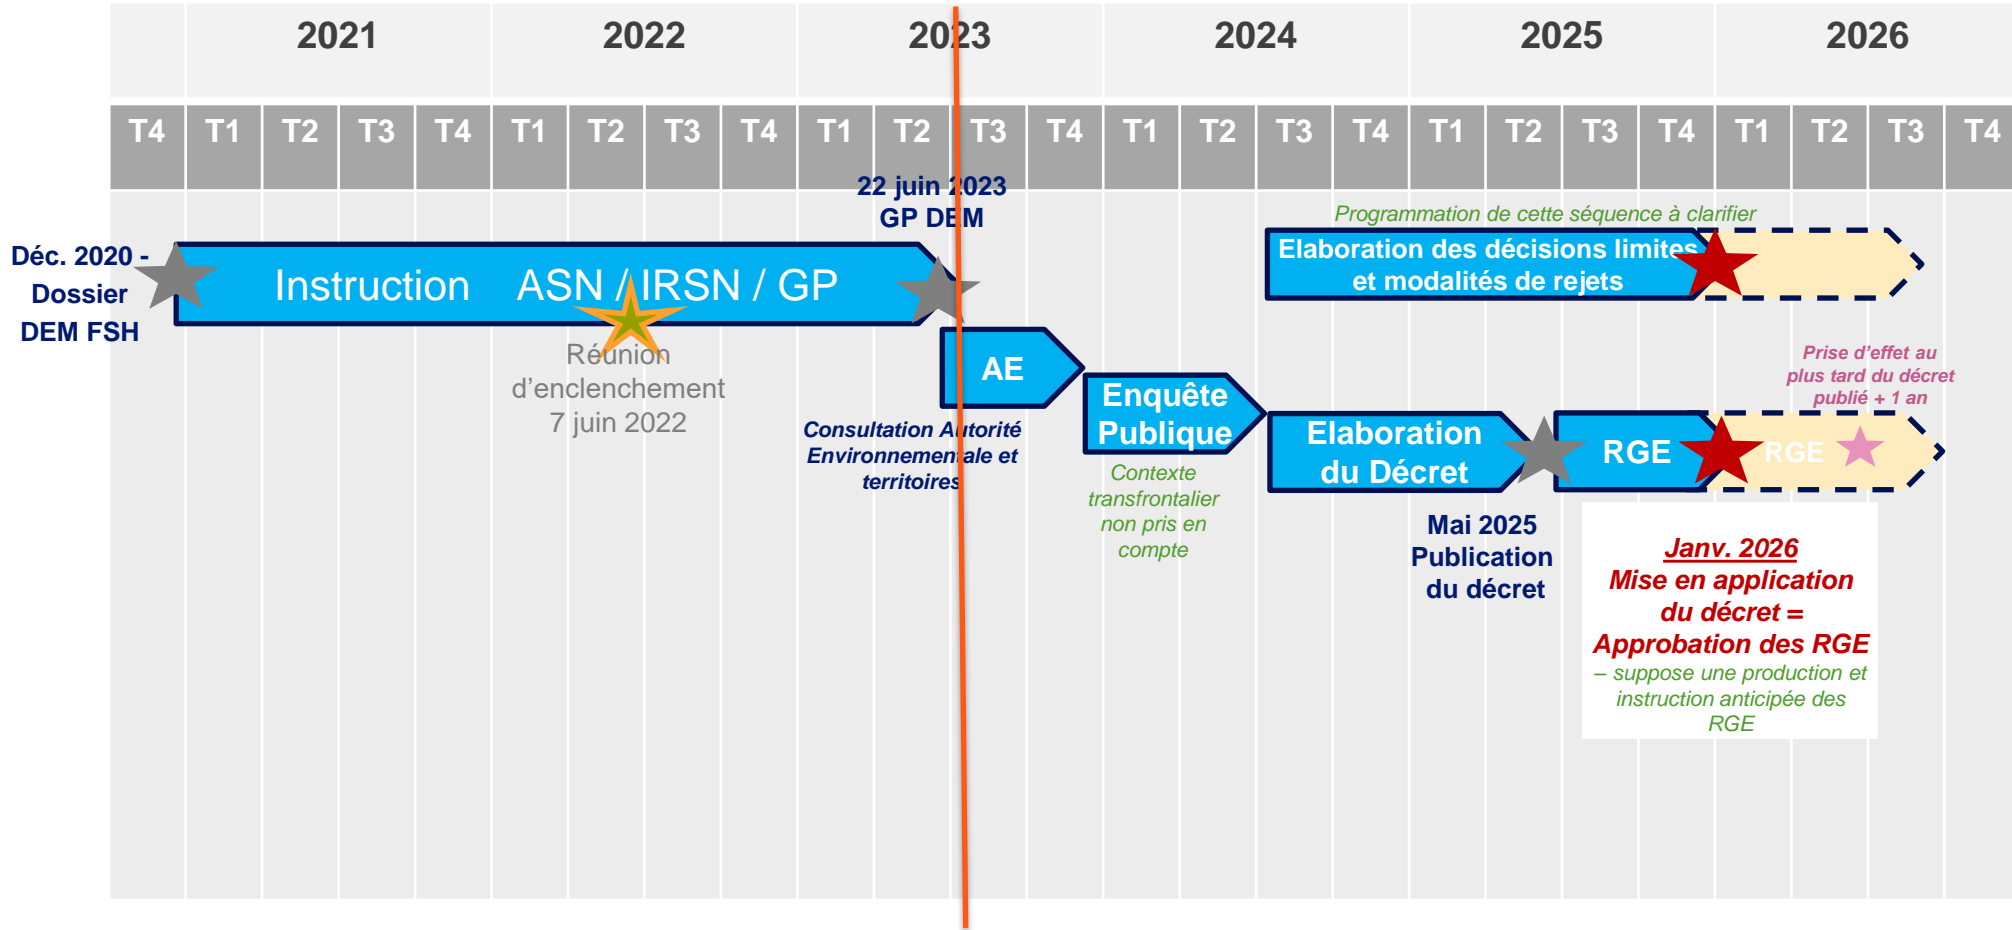 2021 2022 2023 2024 2025 2026
T4 T1 T2 T3 T4 T1 T2 T3 T4 T1 T2 T3 T4 T1 T2 T3 T4 T1 T2 T3 T4 T1 T2 T3 T4
22 juin 2023
GP DEM
Déc. 2020 -
Dossier
DEM FSH
Instruction ASN / IRSN / GP
Réunion
d'enclenchement
7 juin 2022
Programmation de cette séquence à clarifier
Elaboration des décisions limites
et modalités de rejets
AE
Consultation Autorité
Environnementale et
territoires
Enquête
Publique
Contexte
transfrontalier
non pris en
compte
Elaboration
du Décret
Mai 2025
Publication
du décret
RGE
RGE
Prise d'effet au
plus tard du décret
publié + 1 an
Janv. 2026
Mise en application
du décret =
Approbation des RGE
– suppose une production et
instruction anticipée des
RGE